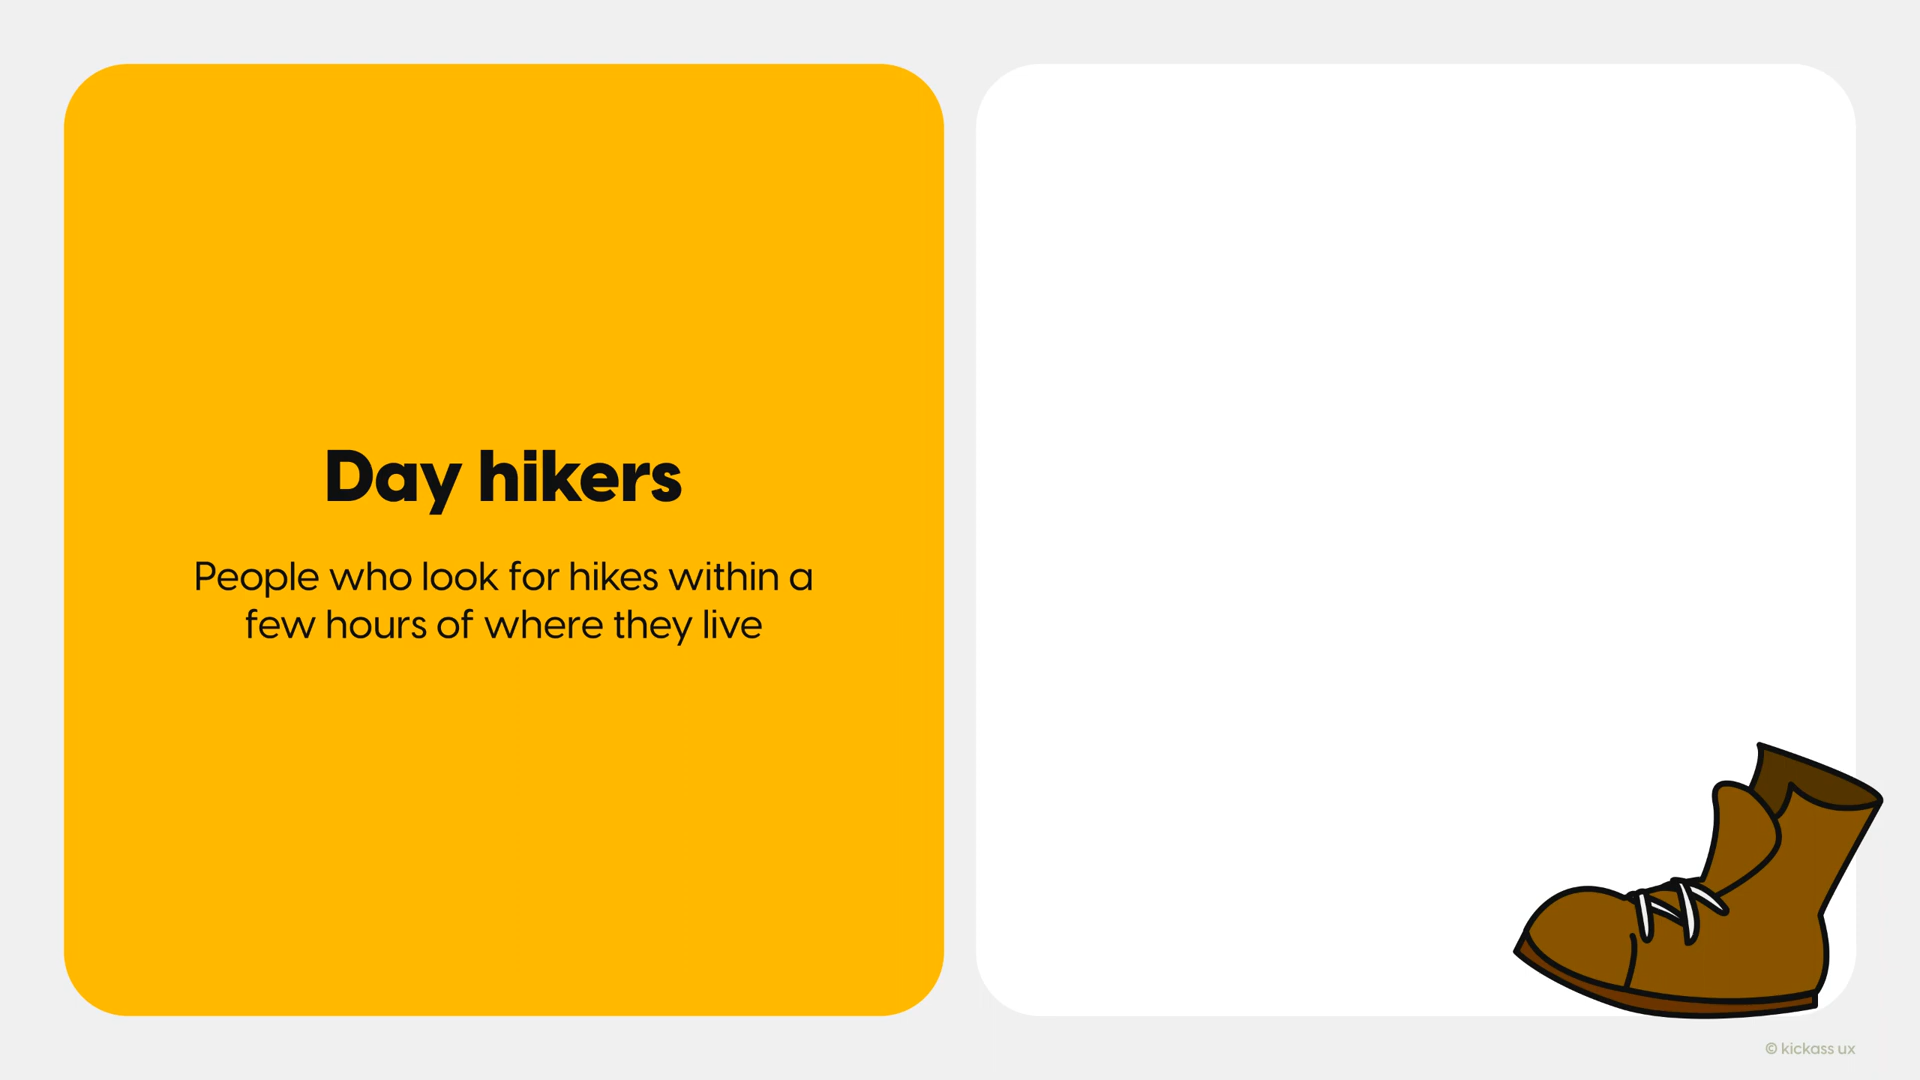 Day hikers
People who look for hikes within a
few hours of where they live
© kickass ux